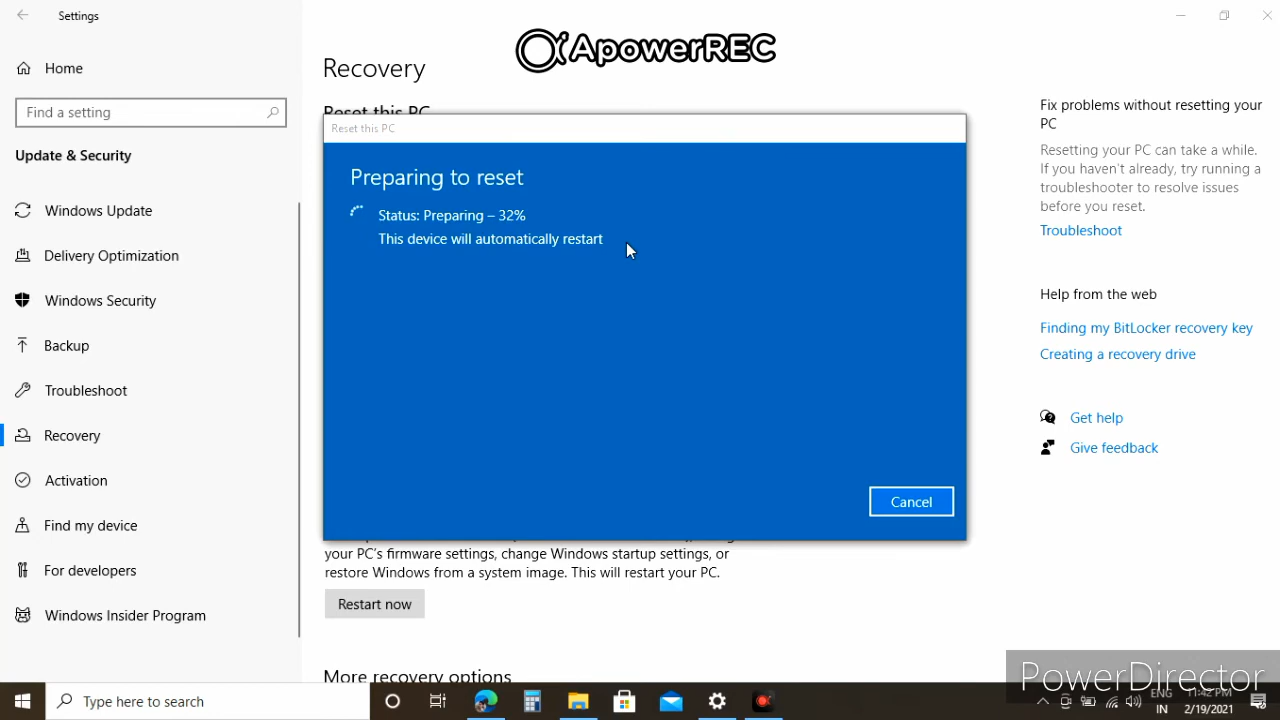 Settings
Home
Find a setting
Update & Security
Windows Update
Delivery Optimization
Windows Security
Backup
Troubleshoot
Recovery
Activation
Find my device
For developers
Windows Insider Program
ApowerREC
Recovery
Reset this PC
Reset this PC
Preparing to reset
Status: Preparing – 32%
This device will automatically restart
Cancel
your PC's firmware settings, change Windows startup settings, or
restore Windows from a system image. This will restart your PC.
Restart now
More recovery options
Fix problems without resetting your
PC
Resetting your PC can take a while.
If you haven't already, try running a
troubleshooter to resolve issues
before you reset.
Troubleshoot
Help from the web
Finding my BitLocker recovery key
Creating a recovery drive
Get help
Give feedback
PowerDirector
Type here to search
ENG
IN
11:42 PM
2/19/2021